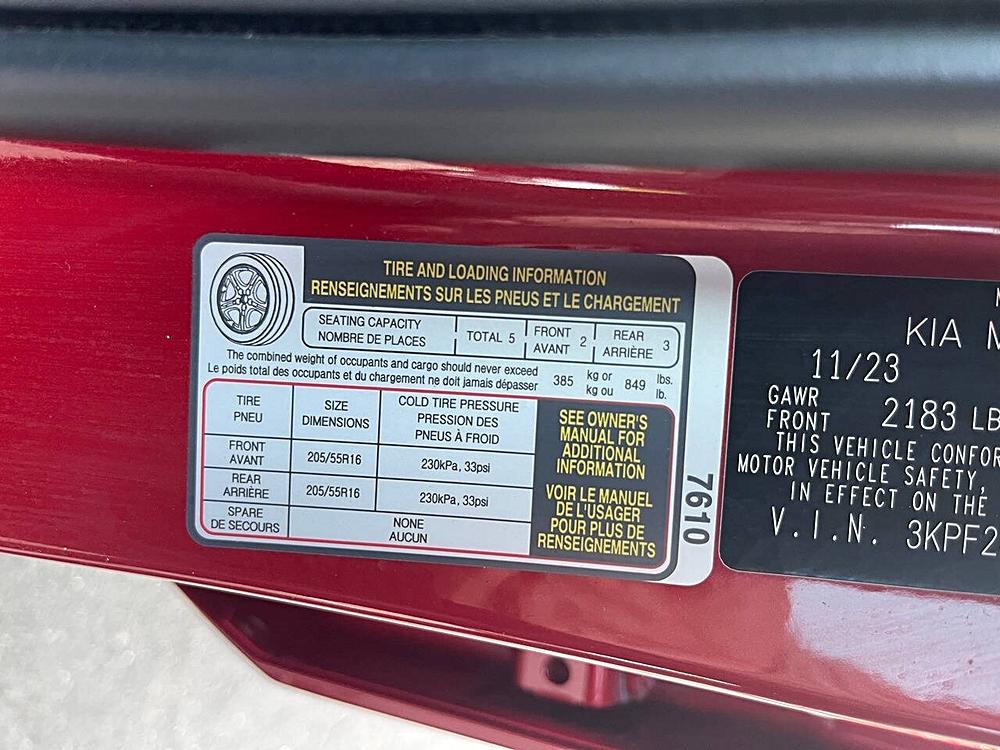 TIRE AND LOADING INFORMATION
RENSEIGNEMENTS SUR LES PNEUS ET LE CHARGEMENT
SEATING CAPACITY
NOMBRE DE PLACES
TOTAL 5
FRONT
AVANT
2
REAR
ARRIÈRE
3
The combined weight of occupants and cargo should never exceed
Le poids total des occupants et du chargement ne doit jamais dépasser
385
kg or
kg ou
849
lbs.
lb.
TIRE
PNEU
SIZE
DIMENSIONS
COLD TIRE PRESSURE
PRESSION DES
PNEUS À FROID
FRONT
AVANT
205/55R16
230kPa, 33psi
REAR
ARRIÈRE
205/55R16
230kPa, 33psi
SPARE
DE SECOURS
NONE
AUCUN
SEE OWNER'S
MANUAL FOR
ADDITIONAL
INFORMATION
VOIR LE MANUEL
DE L'USAGER
POUR PLUS DE
RENSEIGNEMENTS
7610
KIA M
11/23
GAWR
FRONT
2183 LB
THIS VEHICLE CONFOR
MOTOR VEHICLE SAFETY,
IN EFFECT ON THE
V.I.N. 3KPF2